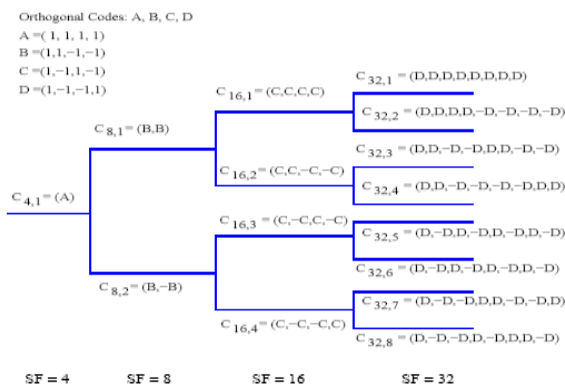 Orthogonal Codes: A, B, C, D
A =( 1, 1, 1, 1)
B =(1,1,−1,−1)
C =(1,−1,1,−1)
D =(1,−1,−1,1)
C 4,1 = (A)
C 8,1 = (B,B)
C 8,2 = (B,−B)
C 16,1 = (C,C,C,C)
C 16,2 = (C,C,−C,−C)
C 16,3 = (C,−C,C,−C)
C 16,4 = (C,−C,−C,C)
C 32,1 = (D,D,D,D,D,D,D,D)
C 32,2 = (D,D,D,D,−D,−D,−D,−D)
C 32,3 = (D,D,−D,−D,D,D,−D,−D)
C 32,4 = (D,D,−D,−D,−D,−D,D,D)
C 32,5 = (D,−D,D,−D,D,−D,D,−D)
C 32,6 = (D,−D,D,−D,−D,D,−D)
C 32,7 = (D,−D,−D,D,D,−D,−D,D)
C 32,8 = (D,−D,−D,D,−D,D,D,−D)
SF = 4 SF = 8 SF = 16 SF = 32